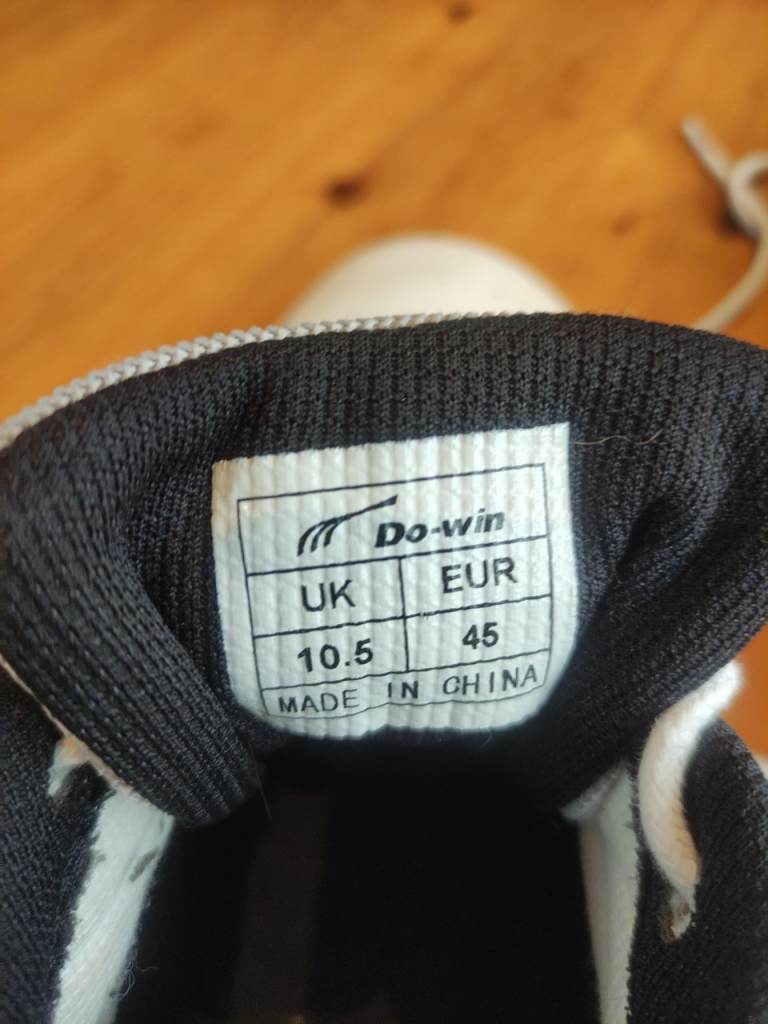 Do-win
UK EUR
10.5 45
MADE IN CHINA